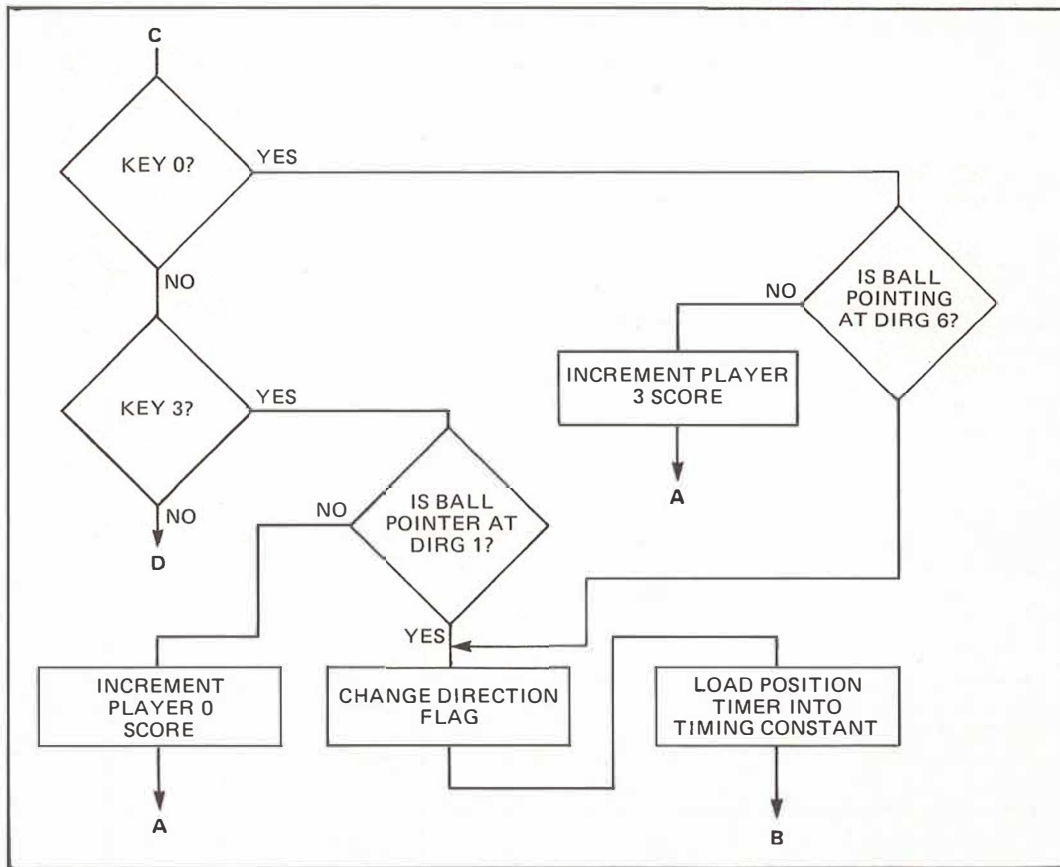 C
KEY 0?
YES
NO
IS BALL
POINTING
AT DIRG 6?
NO
INCREMENT PLAYER
3 SCORE
A
KEY 3?
YES
NO
D
IS BALL
POINTER AT
DIRG 1?
NO
YES
INCREMENT
PLAYER 0
SCORE
A
CHANGE DIRECTION
FLAG
LOAD POSITION
TIMER INTO
TIMING CONSTANT
B